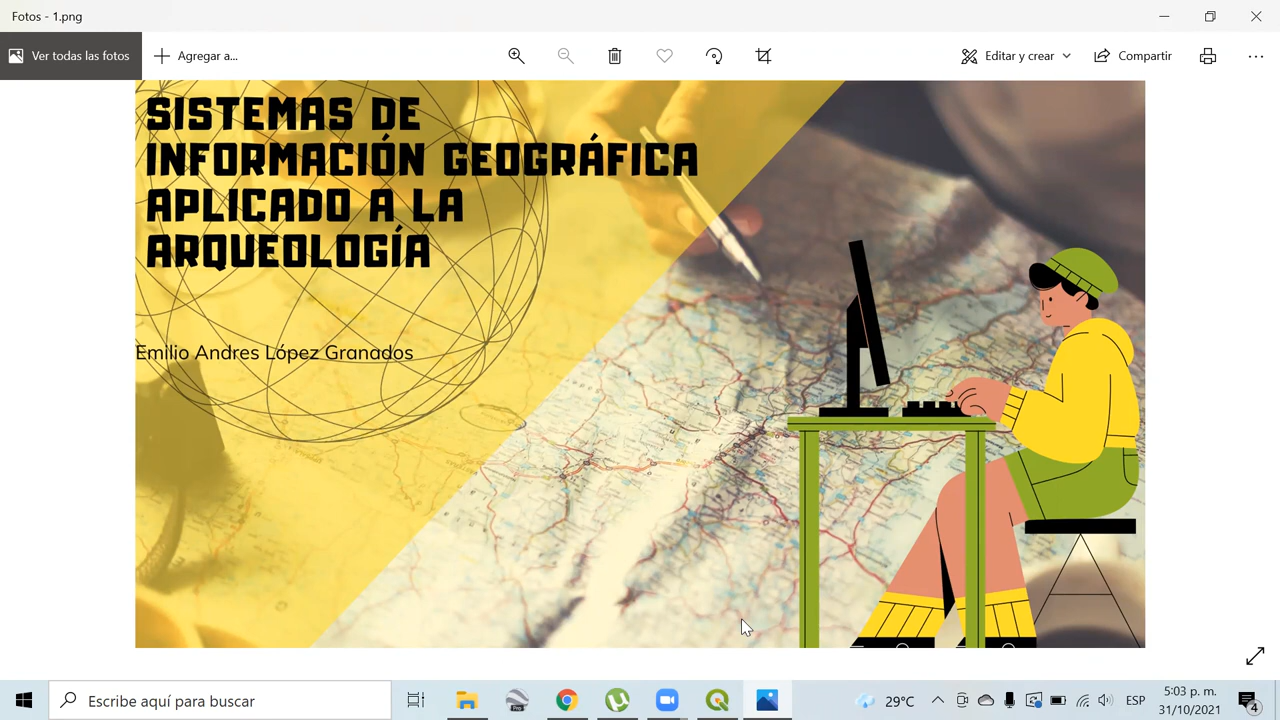 Fotos - 1.png
Ver todas las fotos
Agregar a...
Editar y crear
Compartir
SISTEMAS DE
INFORMACIÓN GEOGRÁFICA
APLICADO A LA
ARQUEOLOGÍA
Emilio Andres López Granados
Escribe aquí para buscar
Pro
29°C
ESP
5:03 p. m.
31/10/2021
4